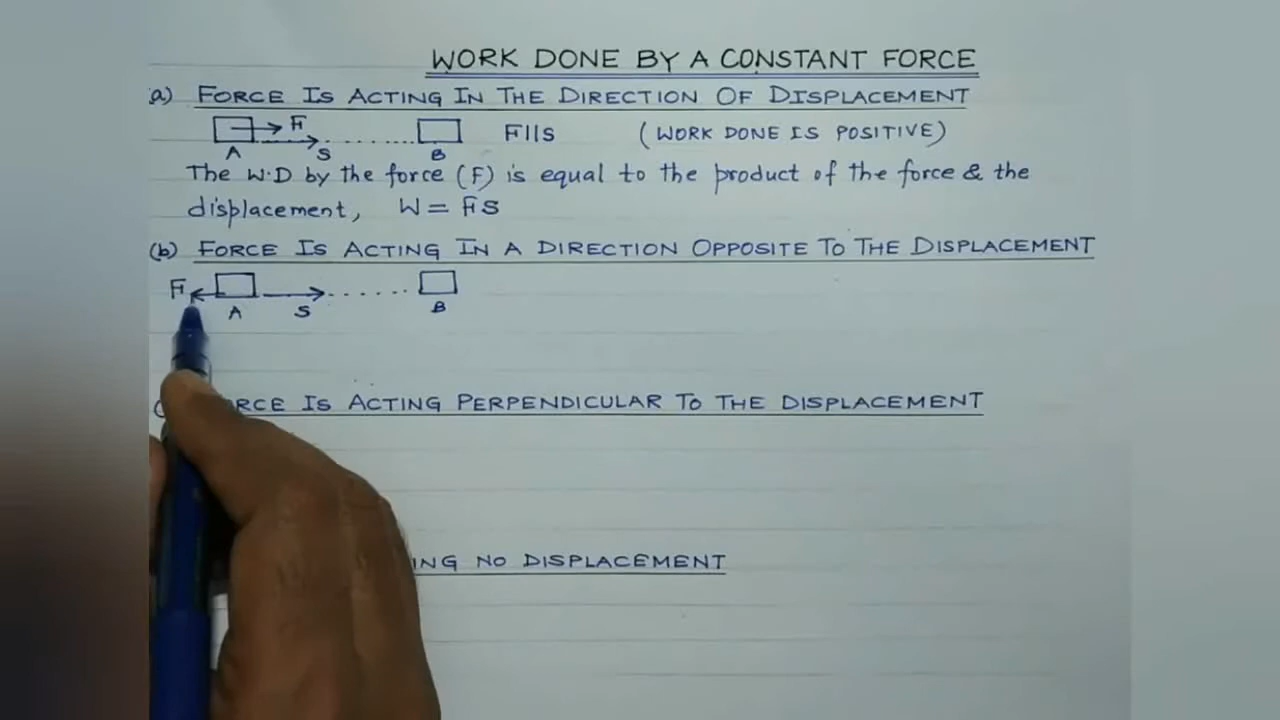 WORK DONE BY A CONSTANT FORCE
a) FORCE IS ACTING IN THE DIRECTION OF DISPLACEMENT
F
F||S (WORK DONE IS POSITIVE)
A S B
The W.D by the force (F) is equal to the product of the force & the
displacement, W = FS
(b) FORCE IS ACTING IN A DIRECTION OPPOSITE TO THE DISPLACEMENT
F
A S B
IS ACTING PERPENDICULAR TO THE DISPLACEMENT
NO DISPLACEMENT